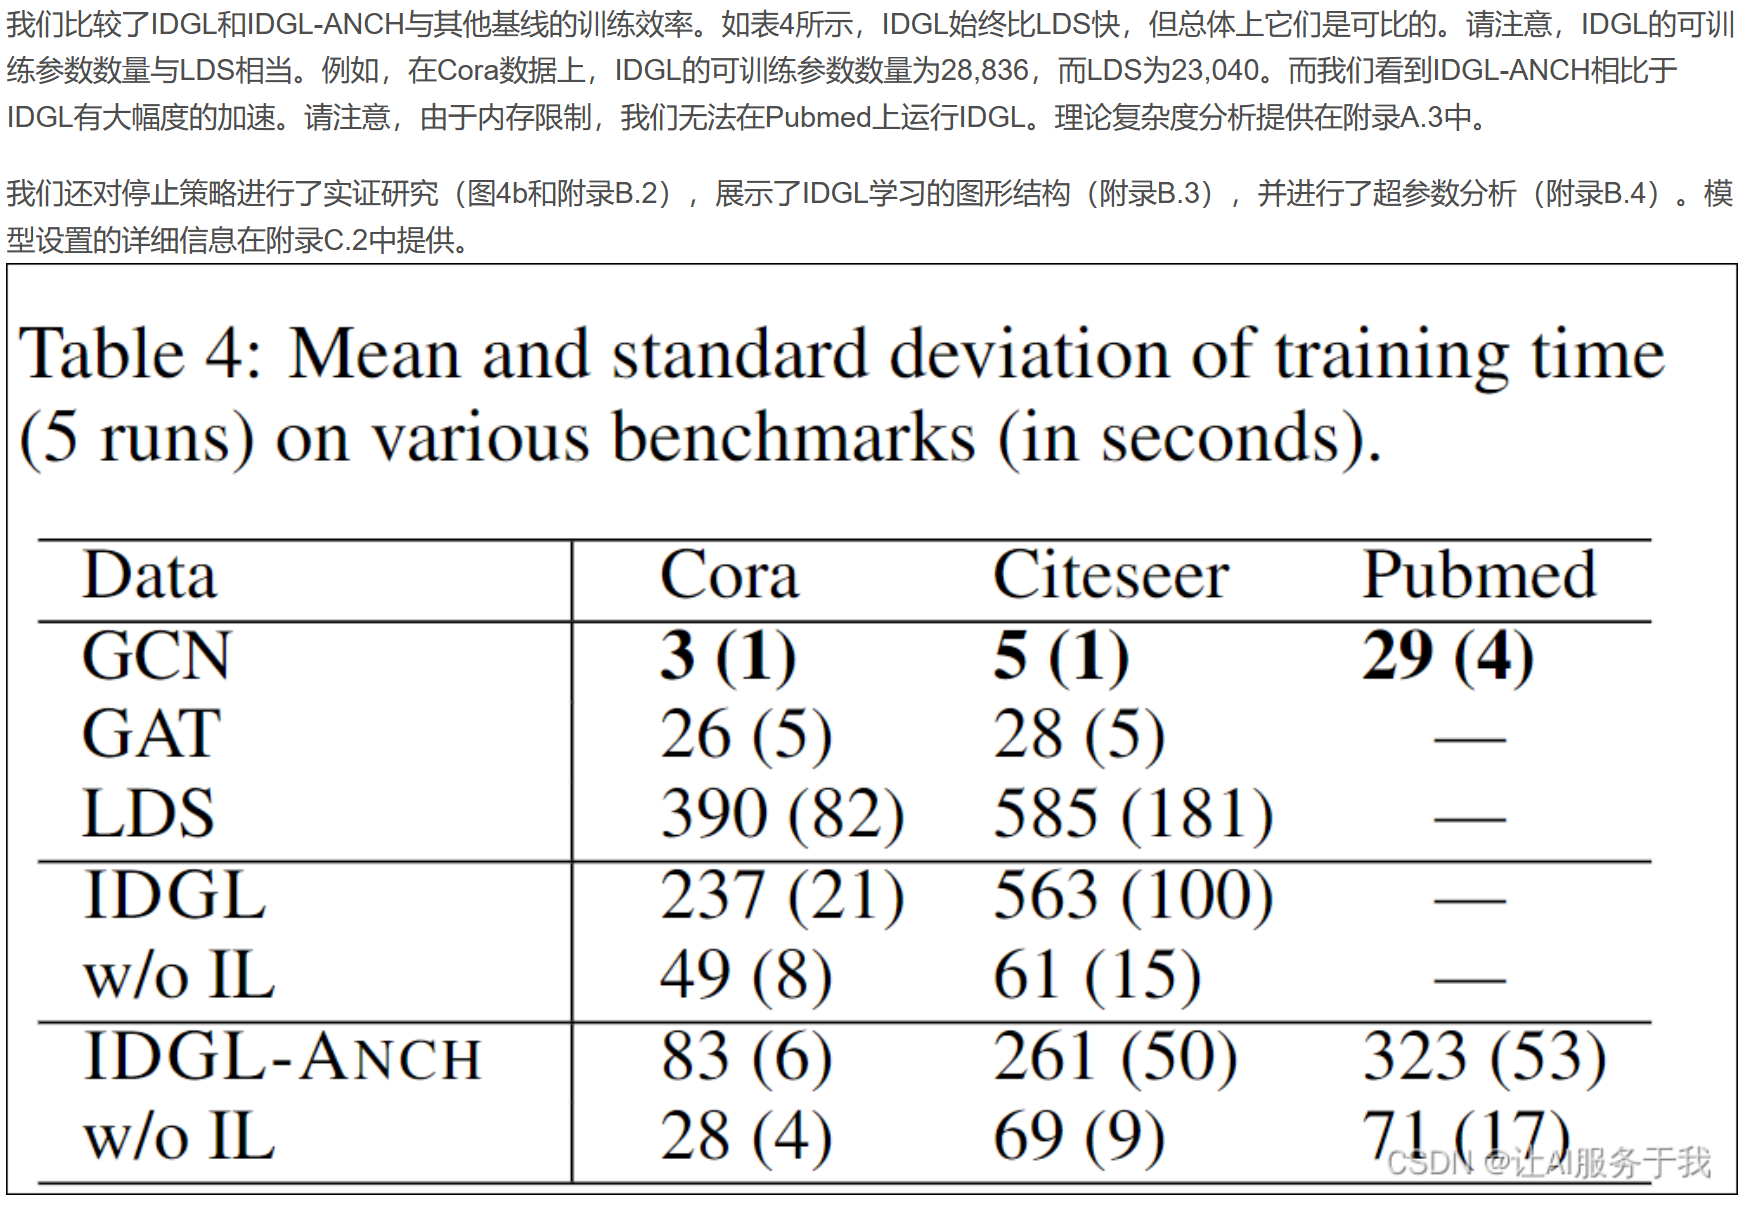 我们比较了IDGL和IDGL-ANCH与其他基线的训练效率。如表4所示，IDGL始终比LDS快，但总体上它们是可比的。请注意，IDGL的可训
练参数数量与LDS相当。例如，在Cora数据上，IDGL的可训练参数数量为28,836，而LDS为23,040。而我们看到IDGL-ANCH相比于
IDGL有大幅度的加速。请注意，由于内存限制，我们无法在Pubmed上运行IDGL。理论复杂度分析提供在附录A.3中。
我们还对停止策略进行了实证研究（图4b和附录B.2），展示了IDGL学习的图形结构（附录B.3），并进行了超参数分析（附录B.4）。模
型设置的详细信息在附录C.2中提供。
Table 4: Mean and standard deviation of training time
(5 runs) on various benchmarks (in seconds).
Data Cora Citeseer Pubmed
GCN 3 (1) 5 (1) 29 (4)
GAT 26 (5) 28 (5) —
LDS 390 (82) 585 (181) —
IDGL 237 (21) 563 (100) —
w/o IL 49 (8) 61 (15) —
IDGL-ANCH 83 (6) 261 (50) 323 (53)
w/o IL 28 (4) 69 (9) 71 (17)
CSDN @让AI服务于我